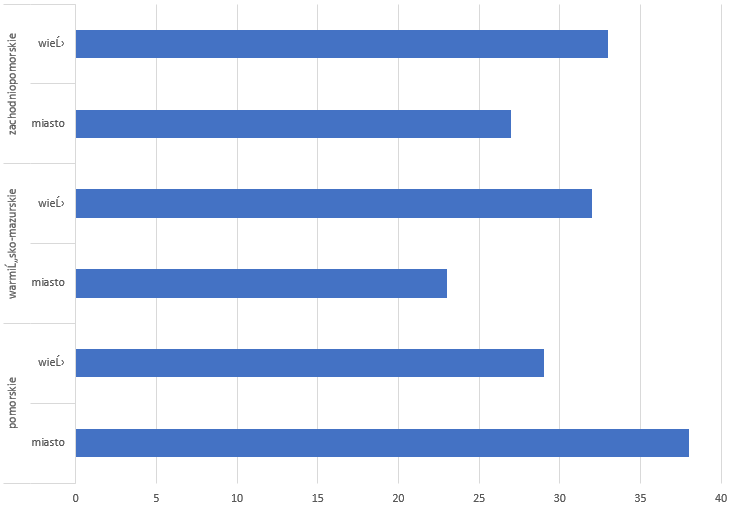 zachodniopomorskie
wieĹ›
miasto
warmiĹ„sko-mazurskie
wieĹ›
miasto
pomorskie
wieĹ›
miasto
0 5 10 15 20 25 30 35 40